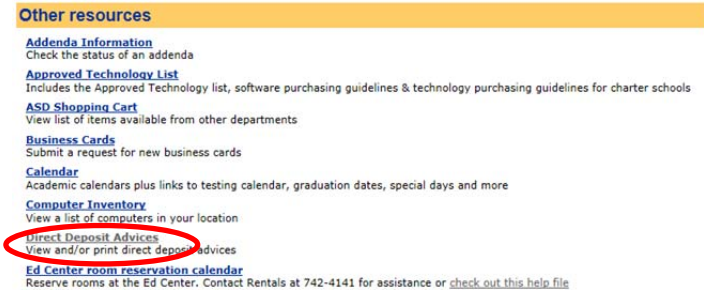 Other resources
Addenda Information
Check the status of an addenda
Approved Technology List
Includes the Approved Technology list, software purchasing guidelines & technology purchasing guidelines for charter schools
ASD Shopping Cart
View list of items available from other departments
Business Cards
Submit a request for new business cards
Calendar
Academic calendars plus links to testing calendar, graduation dates, special days and more
Computer Inventory
View a list of computers in your location
Direct Deposit Advices
View and/or print direct deposit advices
Ed Center room reservation calendar
Reserve rooms at the Ed Center. Contact Rentals at 742-4141 for assistance or check out this help file